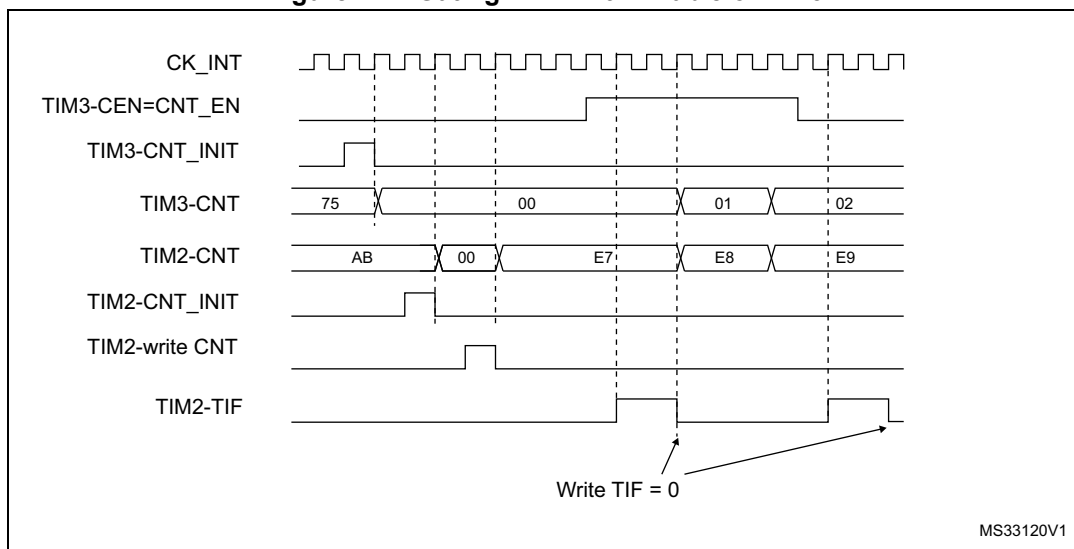 CK_INT
TIM3-CEN=CNT_EN
TIM3-CNT_INIT
TIM3-CNT 75 00 01 02
TIM2-CNT AB 00 E7 E8 E9
TIM2-CNT_INIT
TIM2-write CNT
TIM2-TIF
Write TIF = 0
MS33120V1